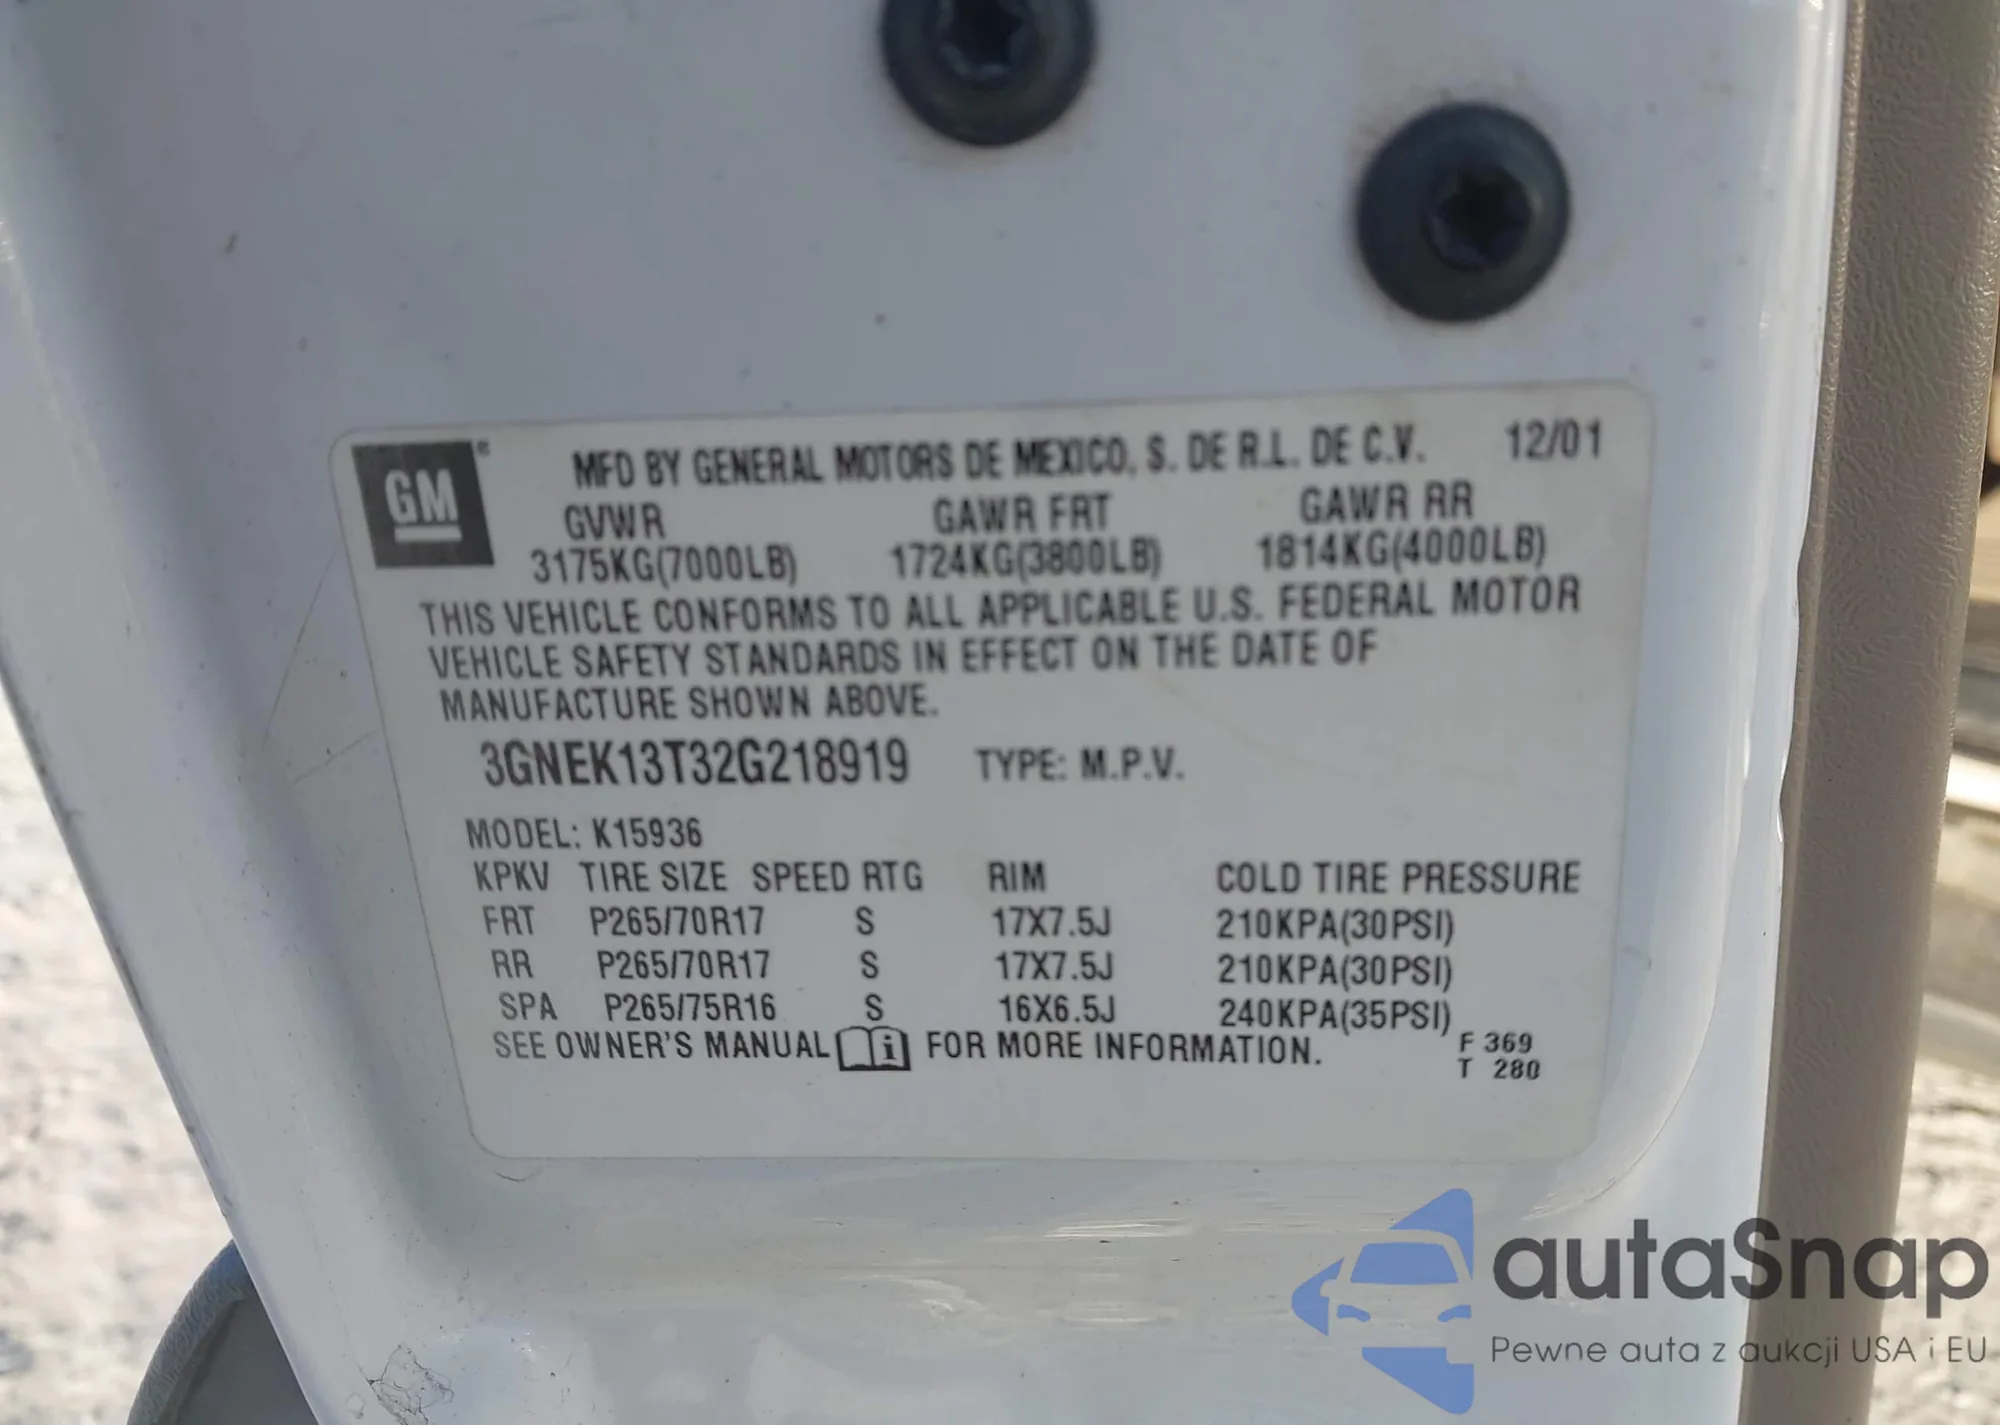 GM
MFD BY GENERAL MOTORS DE MEXICO, S. DE R.L. DE C.V. 12/01
GVWR GAWR FRT GAWR RR
3175KG(7000LB) 1724KG(3800LB) 1814KG(4000LB)
THIS VEHICLE CONFORMS TO ALL APPLICABLE U.S. FEDERAL MOTOR
VEHICLE SAFETY STANDARDS IN EFFECT ON THE DATE OF
MANUFACTURE SHOWN ABOVE.
3GNEK13T32G218919 TYPE: M.P.V.
MODEL: K15936
KPKV TIRE SIZE SPEED RTG RIM COLD TIRE PRESSURE
FRT P265/70R17 S 17X7.5J 210KPA(30PSI)
RR P265/70R17 S 17X7.5J 210KPA(30PSI)
SPA P265/75R16 S 16X6.5J 240KPA(35PSI)
SEE OWNER'S MANUAL i FOR MORE INFORMATION.
F 369
T 280
autaSnap
Pewne auta z aukcji USA i EU